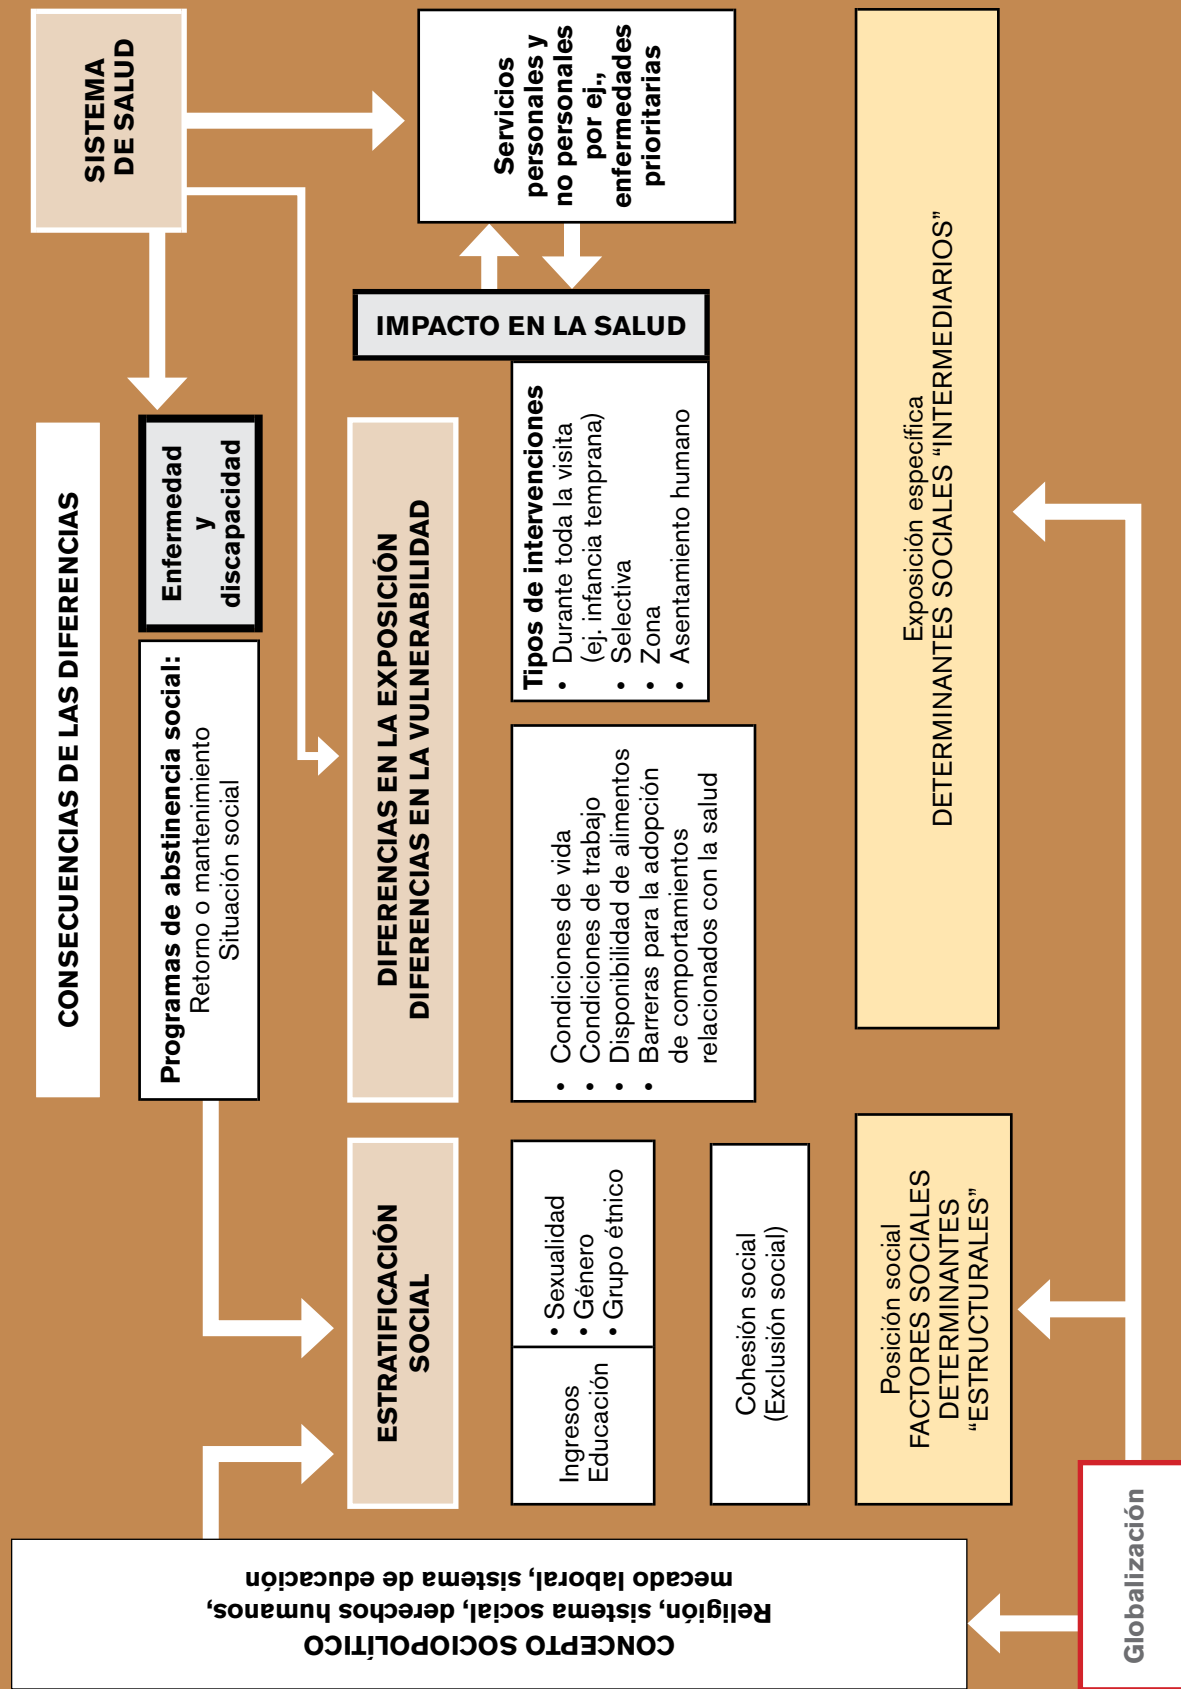 CONCEPTO SOCIOPOLÍTICO
Religión, sistema social, derechos humanos,
mecado laboral, sistema de educación
CONSECUENCIAS DE LAS DIFERENCIAS
SISTEMA
DE SALUD
Programas de abstinencia social:
Retorno o mantenimiento
Situación social
Enfermedad
y
discapacidad
ESTRATIFICACIÓN
SOCIAL
DIFERENCIAS EN LA EXPOSICIÓN
DIFERENCIAS EN LA VULNERABILIDAD
IMPACTO EN LA SALUD
Servicios
personales y
no personales
por ej.,
enfermedades
prioritarias
Ingresos
Educación
• Sexualidad
• Género
• Grupo étnico
• Condiciones de vida
• Condiciones de trabajo
• Disponibilidad de alimentos
• Barreras para la adopción
de comportamientos
relacionados con la salud
Tipos de intervenciones
• Durante toda la visita
(ej. infancia temprana)
• Selectiva
• Zona
• Asentamiento humano
Cohesión social
(Exclusión social)
Posición social
FACTORES SOCIALES
DETERMINANTES
“ESTRUCTURALES”
Exposición específica
DETERMINANTES SOCIALES “INTERMEDIARIOS”
Globalización